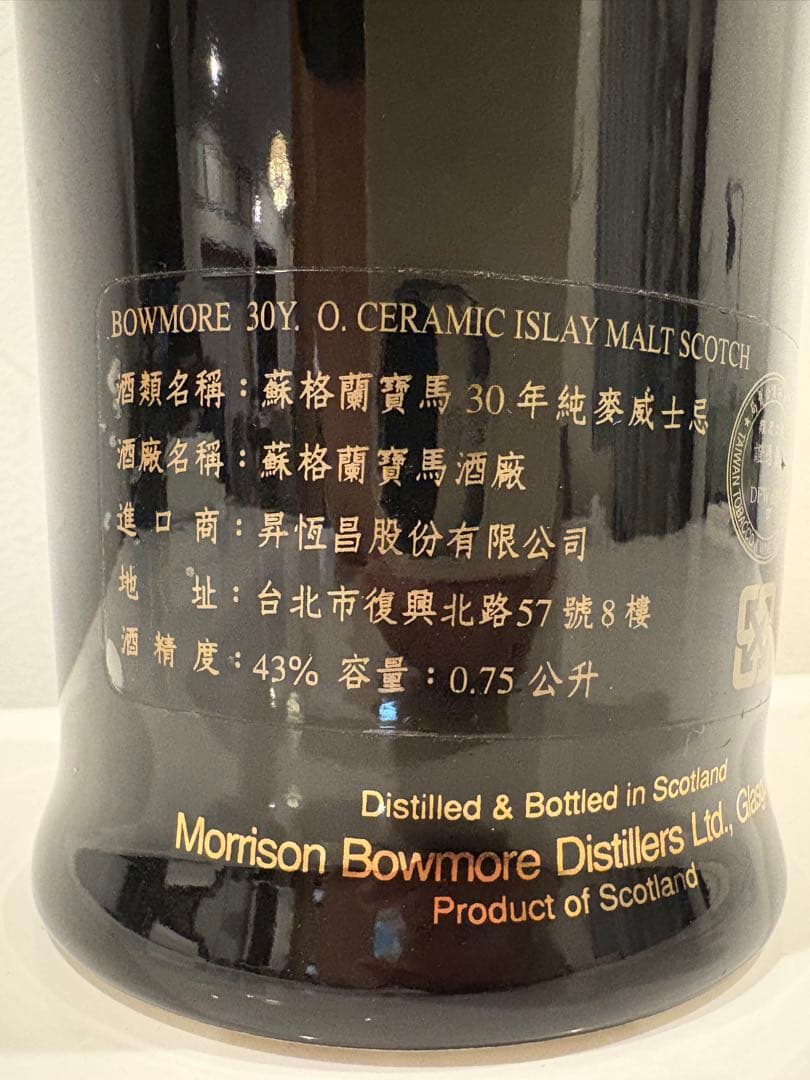 BOWMORE 30Y. O. CERAMIC ISLAY MALT SCOTCH
酒類名稱：蘇格蘭寶馬 30 年純麥威士忌
酒廠名稱：蘇格蘭寶馬酒廠
進口商：昇恆昌股份有限公司
地址：台北市復興北路57號8樓
酒精度：43% 容量：0.75 公升
TAIWAN TOBACCO
Distilled & Bottled in Scotland
Morrison Bowmore Distillers Ltd.,
Product of Scotland